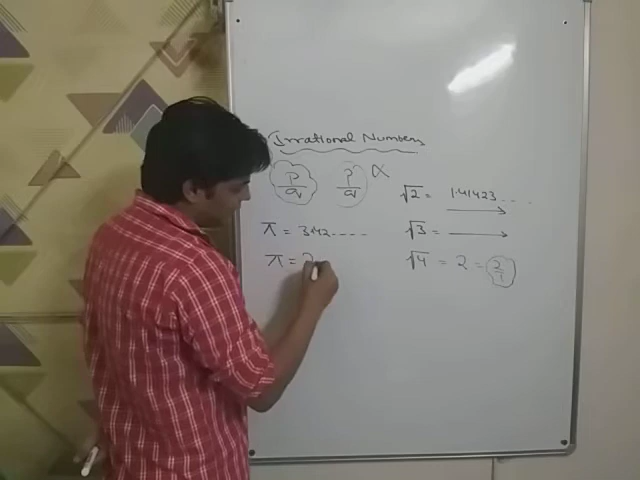 Irrational Numbers
p/q p/q α
√2 = 1.41423....
π = 3.142.... √3 =
π = 2 √4 = 2 = 2/1